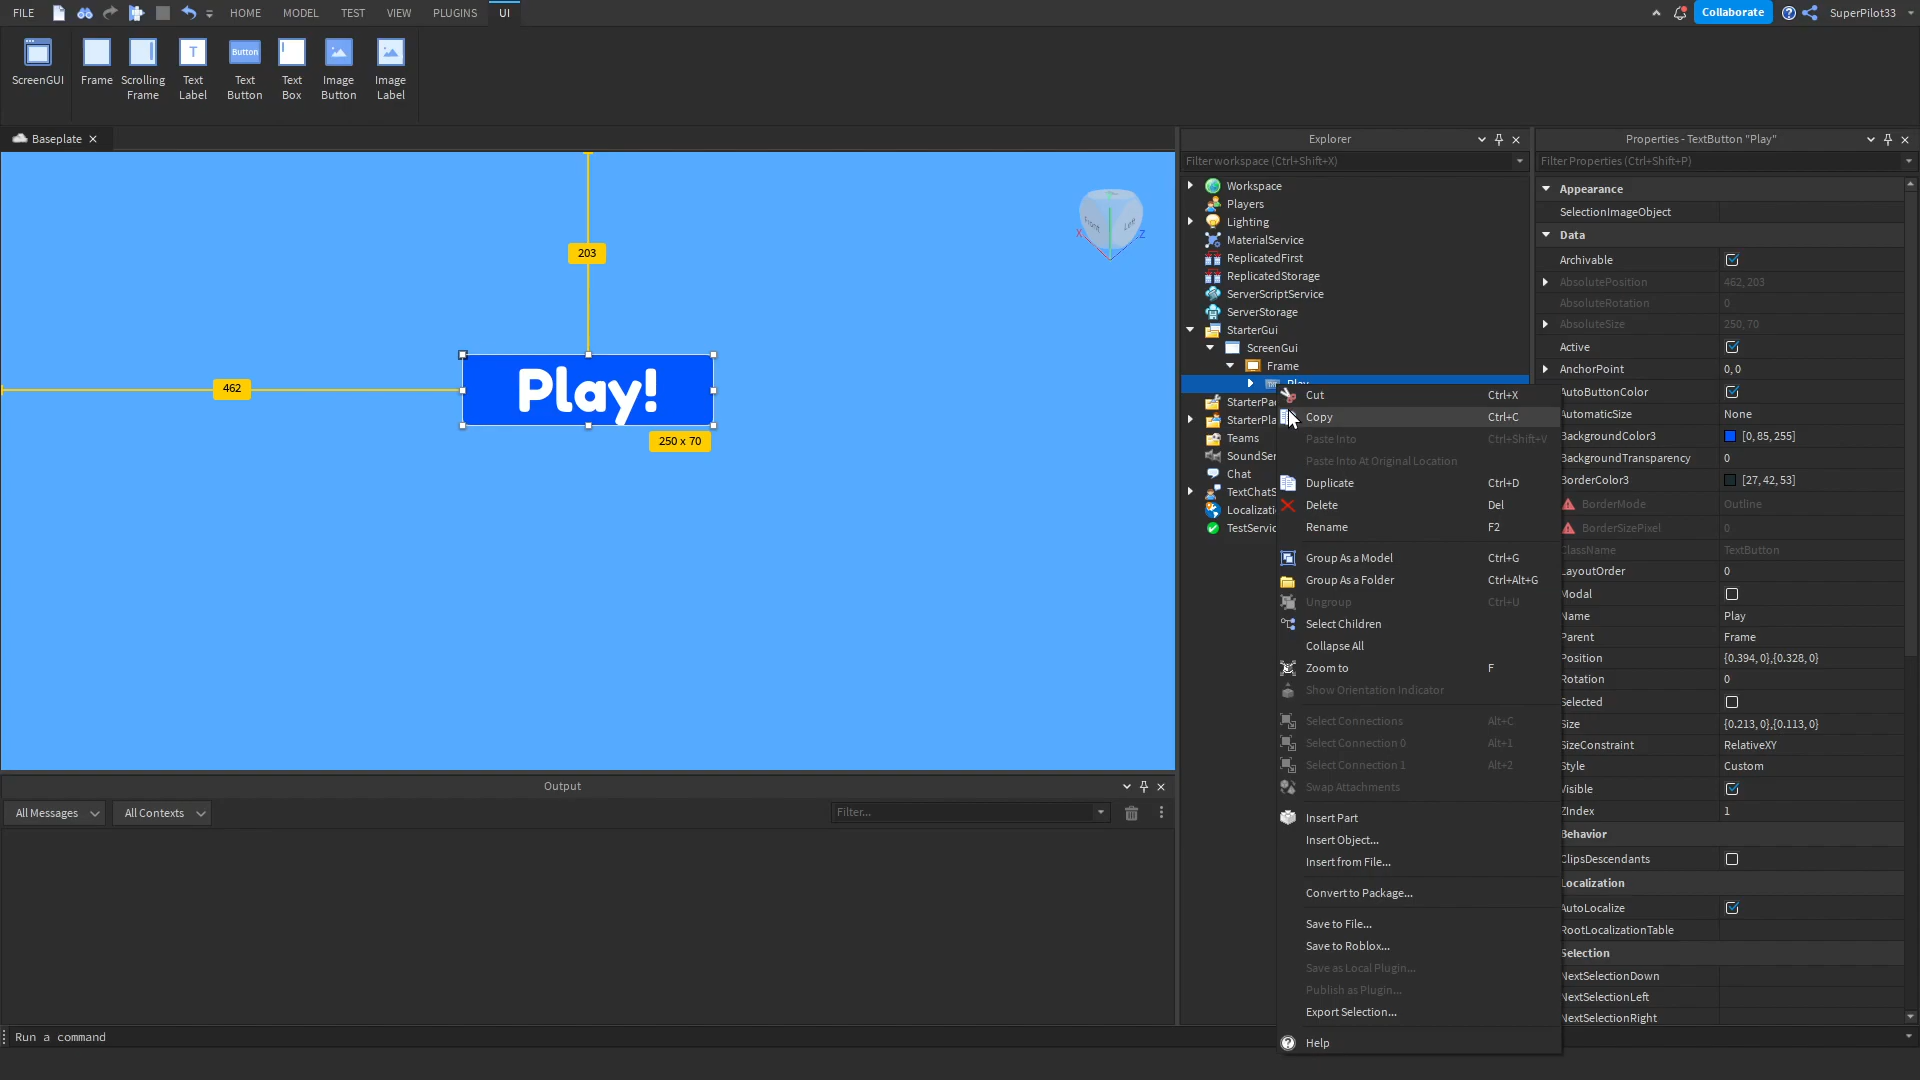 FILE HOME MODEL TEST VIEW PLUGINS UI Collaborate SuperPilot33
ScreenGUI Frame Scrolling Frame Text Label Text Button Text Box Image Button Image Label
T Button
Baseplate
203
462
Play!
250 x 70
Front Left
X Z
Output
All Messages All Contexts Filter...
Run a command
Explorer
Filter workspace (Ctrl+Shift+X)
Workspace
Players
Lighting
MaterialService
ReplicatedFirst
ReplicatedStorage
ServerScriptService
ServerStorage
StarterGui
ScreenGui
Frame
Play
StarterPac
StarterPla
Teams
SoundSer
Chat
TextChatS
Localizati
TestServic
Cut Ctrl+X
Copy Ctrl+C
Paste Into Ctrl+Shift+V
Paste Into At Original Location
Duplicate Ctrl+D
Delete Del
Rename F2
Group As a Model Ctrl+G
Group As a Folder Ctrl+Alt+G
Ungroup Ctrl+U
Select Children
Collapse All
Zoom to F
Show Orientation Indicator
Select Connections Alt+C
Select Connection 0 Alt+1
Select Connection 1 Alt+2
Swap Attachments
Insert Part
Insert Object...
Insert from File...
Convert to Package...
Save to File...
Save to Roblox...
Save as Local Plugin...
Publish as Plugin...
Export Selection...
Help
Properties - TextButton "Play"
Filter Properties (Ctrl+Shift+P)
Appearance
SelectionImageObject
Data
Archivable
AbsolutePosition 462, 203
AbsoluteRotation 0
AbsoluteSize 250, 70
Active
AnchorPoint 0, 0
AutoButtonColor
AutomaticSize None
BackgroundColor3 [0, 85, 255]
BackgroundTransparency 0
BorderColor3 [27, 42, 53]
BorderMode Outline
BorderSizePixel 0
ClassName TextButton
LayoutOrder 0
Modal
Name Play
Parent Frame
Position {0.394, 0},{0.328, 0}
Rotation 0
Selected
Size {0.213, 0},{0.113, 0}
SizeConstraint RelativeXY
Style Custom
Visible
ZIndex 1
Behavior
ClipsDescendants
Localization
AutoLocalize
RootLocalizationTable
Selection
NextSelectionDown
NextSelectionLeft
NextSelectionRight